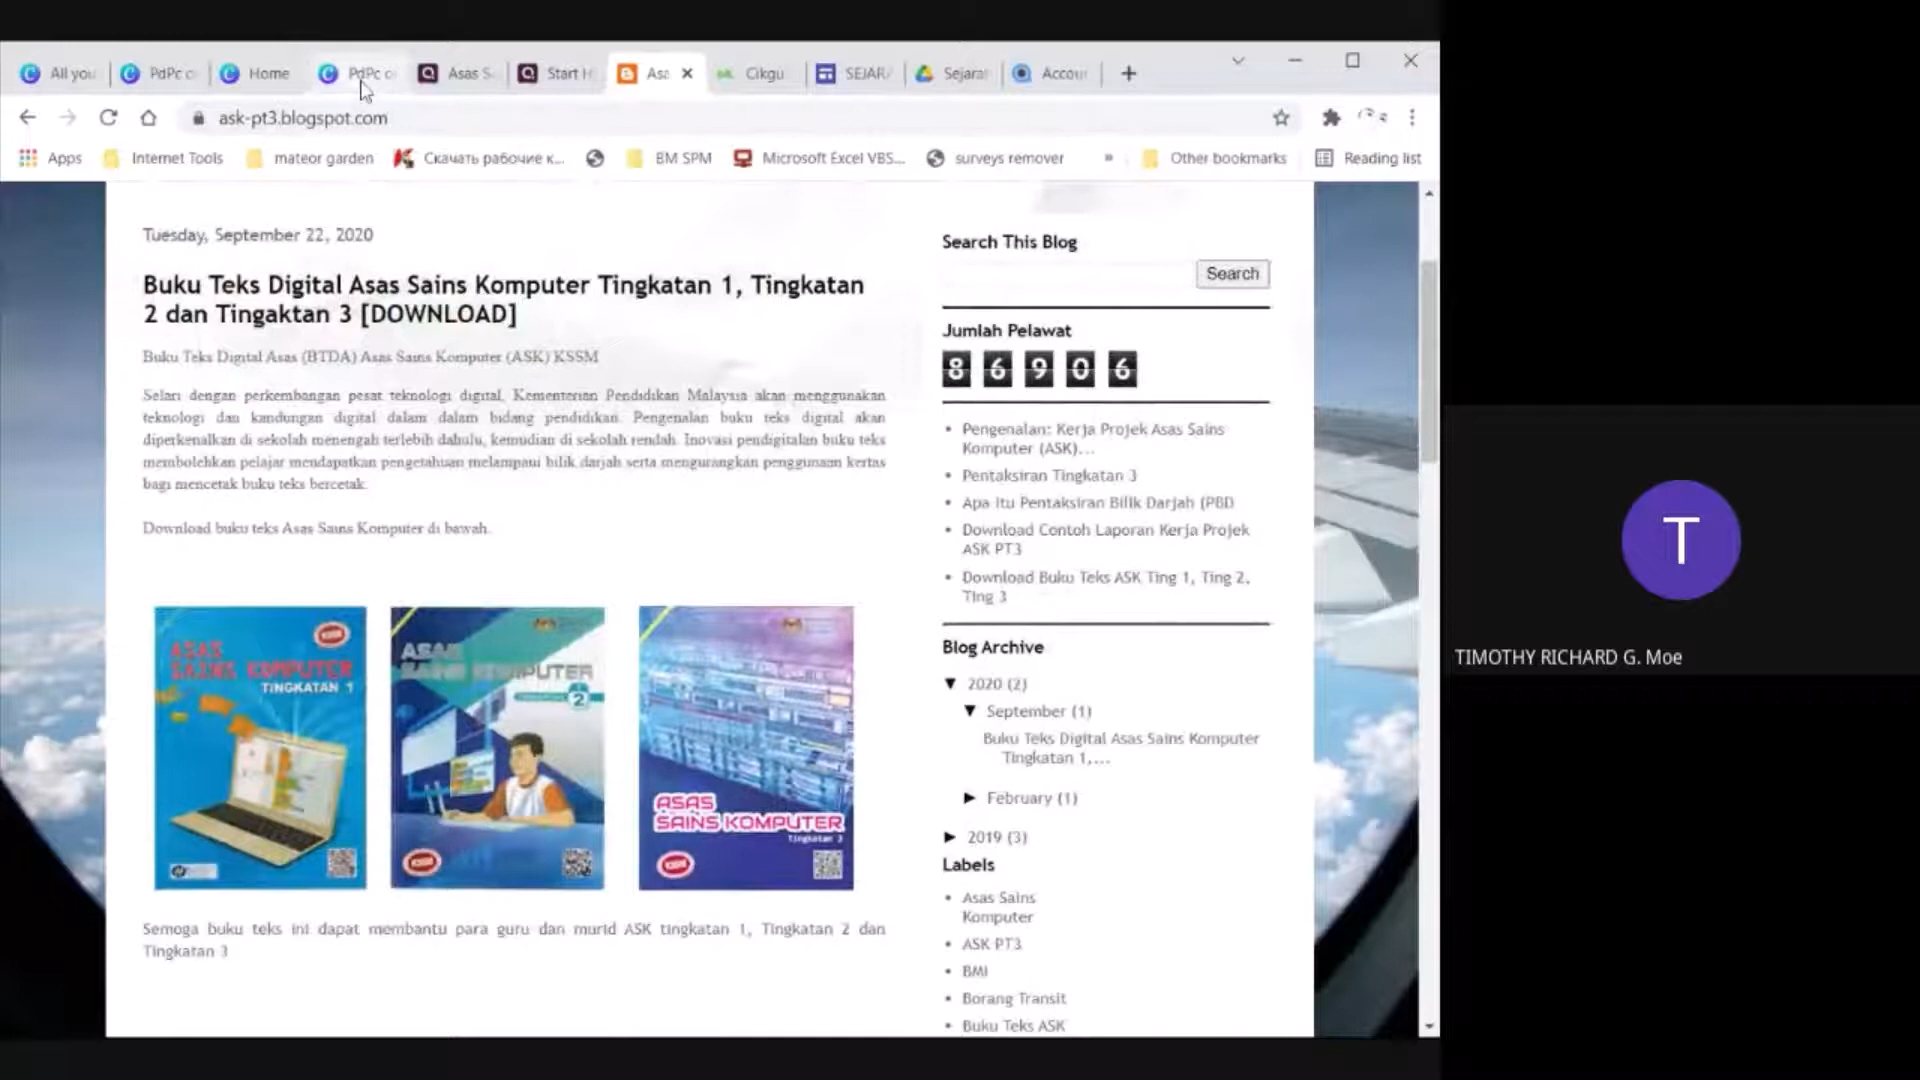 All you
PdPc o
Home
PdPc o
Asas S
Start H
Asa
Cikgu
SEJARA
Sejarah
Accou
ask-pt3.blogspot.com
Apps
Internet Tools
mateor garden
Скачать рабочие к...
BM SPM
Microsoft Excel VBS...
surveys remover
»
Other bookmarks
Reading list
Tuesday, September 22, 2020
Buku Teks Digital Asas Sains Komputer Tingkatan 1, Tingkatan
2 dan Tingaktan 3 [DOWNLOAD]
Buku Teks Digital Asas (BTDA) Asas Sains Komputer (ASK) KSSM
Selari dengan perkembangan pesat teknologi digital, Kementerian Pendidikan Malaysia akan menggunakan
teknologi dan kandungan digital dalam dalam bidang pendidikan. Pengenalan buku teks digital akan
diperkenalkan di sekolah menengah terlebih dahulu, kemudian di sekolah rendah. Inovasi pendigitalan buku teks
membolehkan pelajar mendapatkan pengetahuan melampaui bilik darjah serta mengurangkan penggunaan kertas
bagi mencetak buku teks bercetak.
Download buku teks Asas Sains Komputer di bawah.
ASAS
SAINS KOMPUTER
TINGKATAN 1
KSSM
ASAS
SAINS KOMPUTER
2
KSSM
ASAS
SAINS KOMPUTER
Tingkatan 3
KSSM
Semoga buku teks ini dapat membantu para guru dan murid ASK tingkatan 1, Tingkatan 2 dan
Tingkatan 3
Search This Blog
Search
Jumlah Pelawat
8 6 9 0 6
• Pengenalan: Kerja Projek Asas Sains
Komputer (ASK)...
• Pentaksiran Tingkatan 3
• Apa Itu Pentaksiran Bilik Darjah (PBD
• Download Contoh Laporan Kerja Projek
ASK PT3
• Download Buku Teks ASK Ting 1, Ting 2,
Ting 3
Blog Archive
▼ 2020 (2)
▼ September (1)
Buku Teks Digital Asas Sains Komputer
Tingkatan 1,...
► February (1)
► 2019 (3)
Labels
• Asas Sains
Komputer
• ASK PT3
• BMI
• Borang Transit
• Buku Teks ASK
T
TIMOTHY RICHARD G. Moe